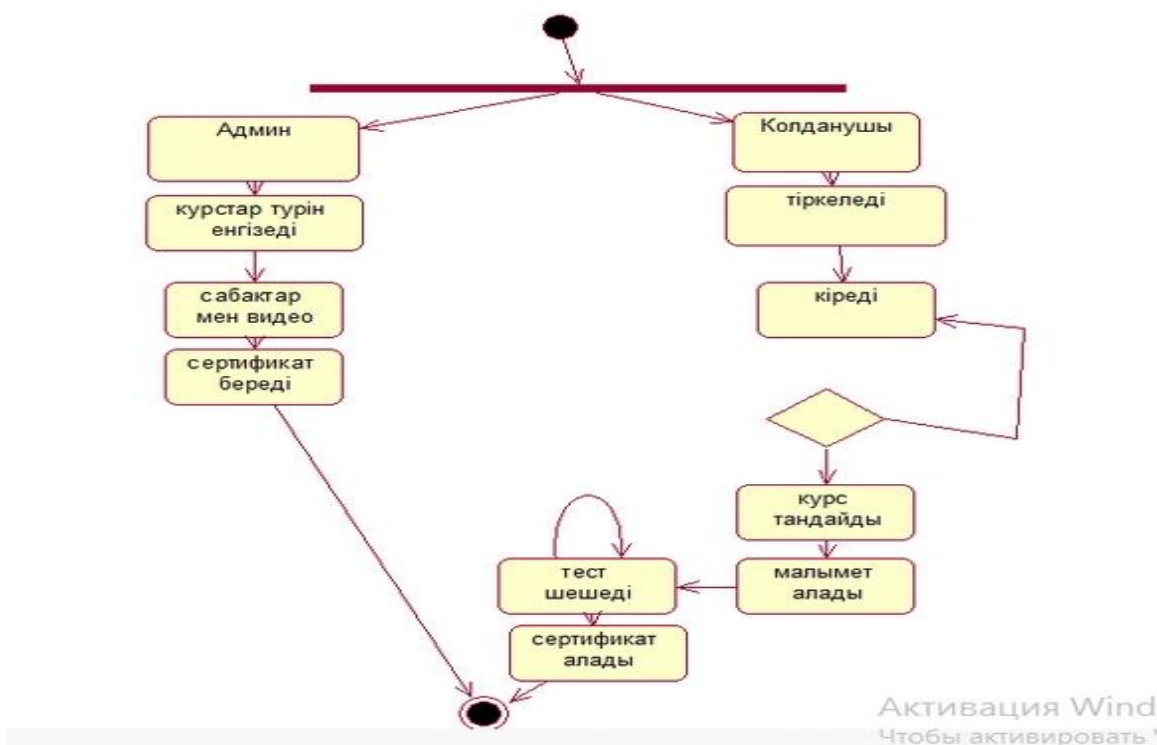 Админ
курстар турін
енгізеді
сабактар
мен видео
сертификат
береді
Колданушы
тіркеледі
кіреді
курс
тандайды
малымет
алады
тест
шешеді
сертификат
алады
Активация Wind
Чтобы активировать